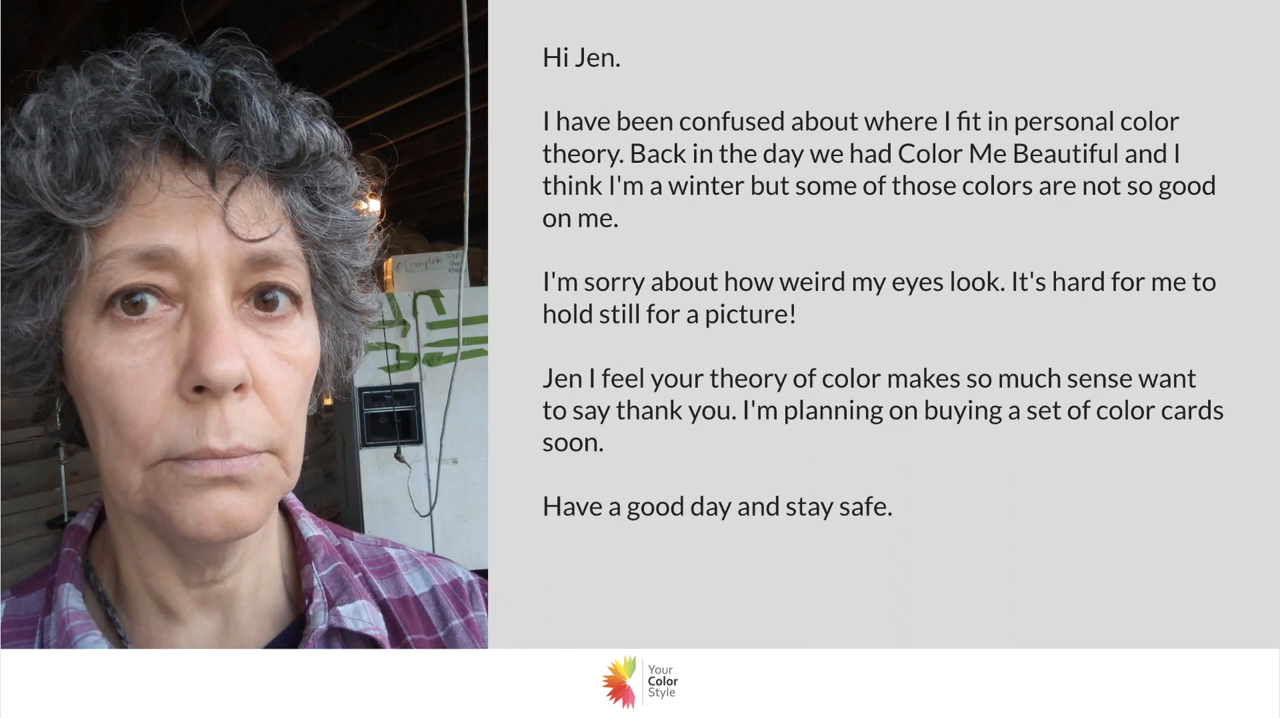 Hi Jen.
I have been confused about where I fit in personal color
theory. Back in the day we had Color Me Beautiful and I
think I'm a winter but some of those colors are not so good
on me.
I'm sorry about how weird my eyes look. It's hard for me to
hold still for a picture!
Jen I feel your theory of color makes so much sense want
to say thank you. I'm planning on buying a set of color cards
soon.
Have a good day and stay safe.
Complete
Your
Color
Style